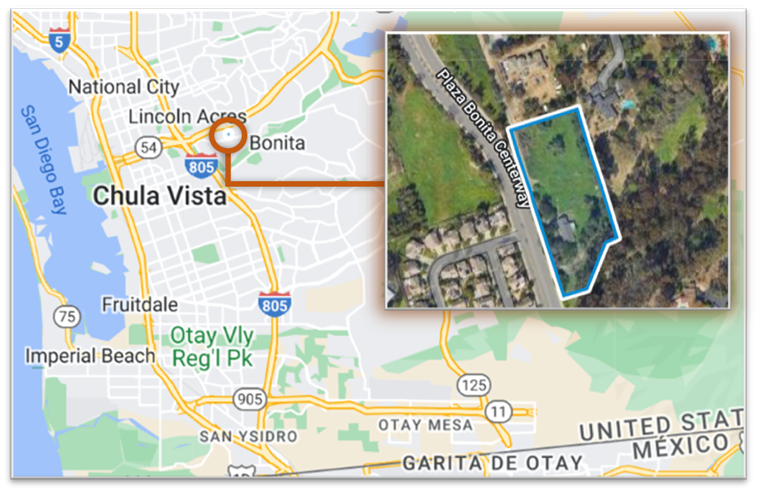 5
National City
Lincoln Acres
54
Bonita
San Diego Bay
805
Chula Vista
Plaza Bonita Centerway
805
Fruitdale
75
Otay Vly
Reg'l Pk
Imperial Beach
125
905
11
SAN YSIDRO
OTAY MESA
UNITED STAT
MÉXICO
GARITA DE OTAY